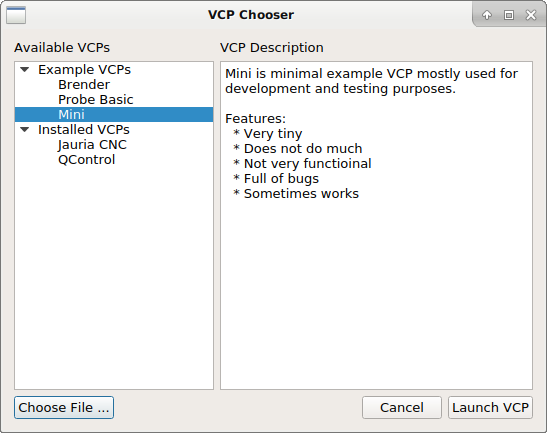 VCP Chooser
Available VCPs
Example VCPs
Brender
Probe Basic
Mini
Installed VCPs
Jauria CNC
QControl
VCP Description
Mini is minimal example VCP mostly used for
development and testing purposes.
Features:
* Very tiny
* Does not do much
* Not very functioinal
* Full of bugs
* Sometimes works
Choose File ...
Cancel
Launch VCP